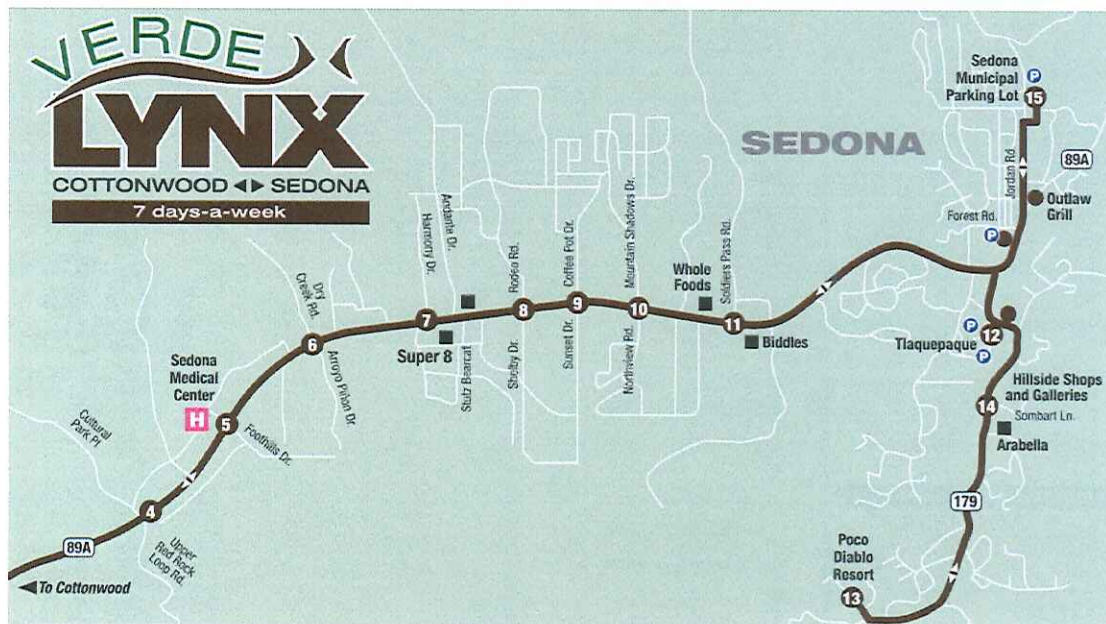 VERDE
LYNX
COTTONWOOD ◄► SEDONA
7 days-a-week
SEDONA
Sedona
Municipal
Parking Lot
P
15
89A
Jordan Rd
Outlaw
Grill
Forest Rd.
P
Andante Dr.
Harmony Dr.
Rodeo Rd.
Coffee Pot Dr.
Mountain Shadows Dr.
Soldiers Pass Rd.
Whole
Foods
Dry
Creek Rd.
6
7
8
9
10
11
Biddles
Super 8
Arroyo Piñon Dr.
Stutz Bearcat
Shelby Dr.
Sunset Dr.
Northview Rd.
P
12
P
Tlaquepaque
Hillside Shops
and Galleries
14
Sombart Ln.
Arabella
Sedona
Medical
Center
H
5
Foothills Dr.
Cultural
Park Pl
4
Upper
Red Rock
Loop Rd.
89A
To Cottonwood
179
Poco
Diablo
Resort
13